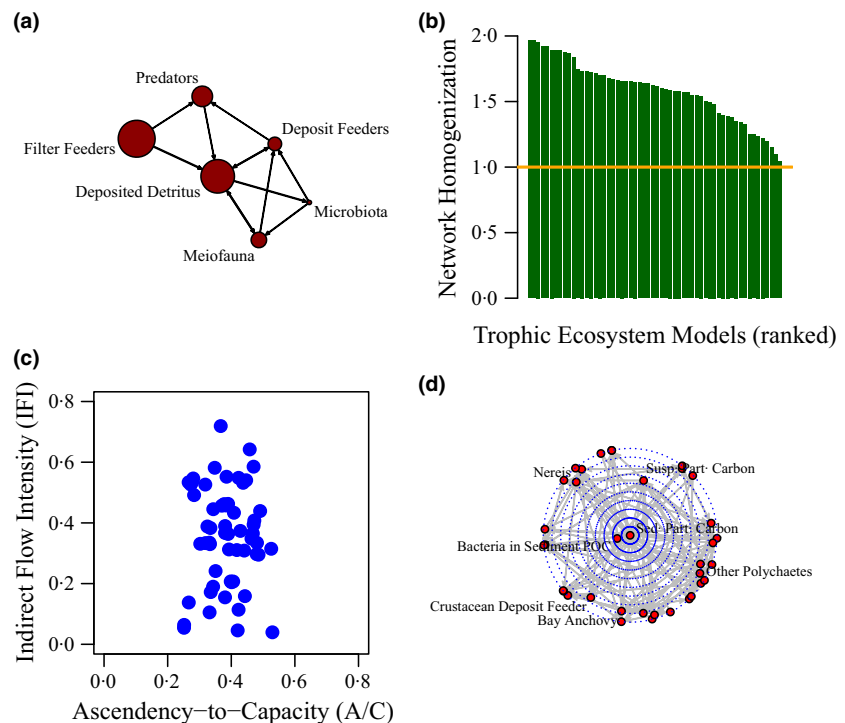 (a)
Predators
Deposit Feeders
Filter Feeders
Deposited Detritus
Microbiota
Meiofauna
(b)
Network Homogenization
2·0
1·5
1·0
0·5
0·0
Trophic Ecosystem Models (ranked)
(c)
Indirect Flow Intensity (IFI)
0·8
0·6
0·4
0·2
0·0
0·0 0·2 0·4 0·6 0·8
Ascendency−to−Capacity (A/C)
(d)
Nereis
Susp· Part· Carbon
Sed· Part· Carbon
Bacteria in Sediment POC
Other Polychaetes
Crustacean Deposit Feeder
Bay Anchovy